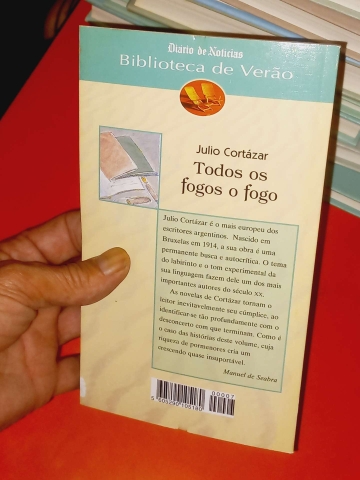 Diário de Notícias
Biblioteca de Verão
Julio Cortázar
Todos os
fogos o fogo
Julio Cortázar é o mais europeu dos
escritores argentinos. Nascido em
Bruxelas em 1914, a sua obra é uma
permanente busca e autocrítica. O tema
do labirinto e o tom experimental da
sua linguagem fazem dele um dos mais
importantes autores do século XX.
As novelas de Cortázar tornam o
leitor inevitavelmente seu cúmplice, ao
identificar-se tão profundamente com o
desconcerto com que terminam. Como é
o caso das histórias deste volume, cuja
riqueza de pormenores cria um
crescendo quase insuportável.
Manuel de Seabra
00007